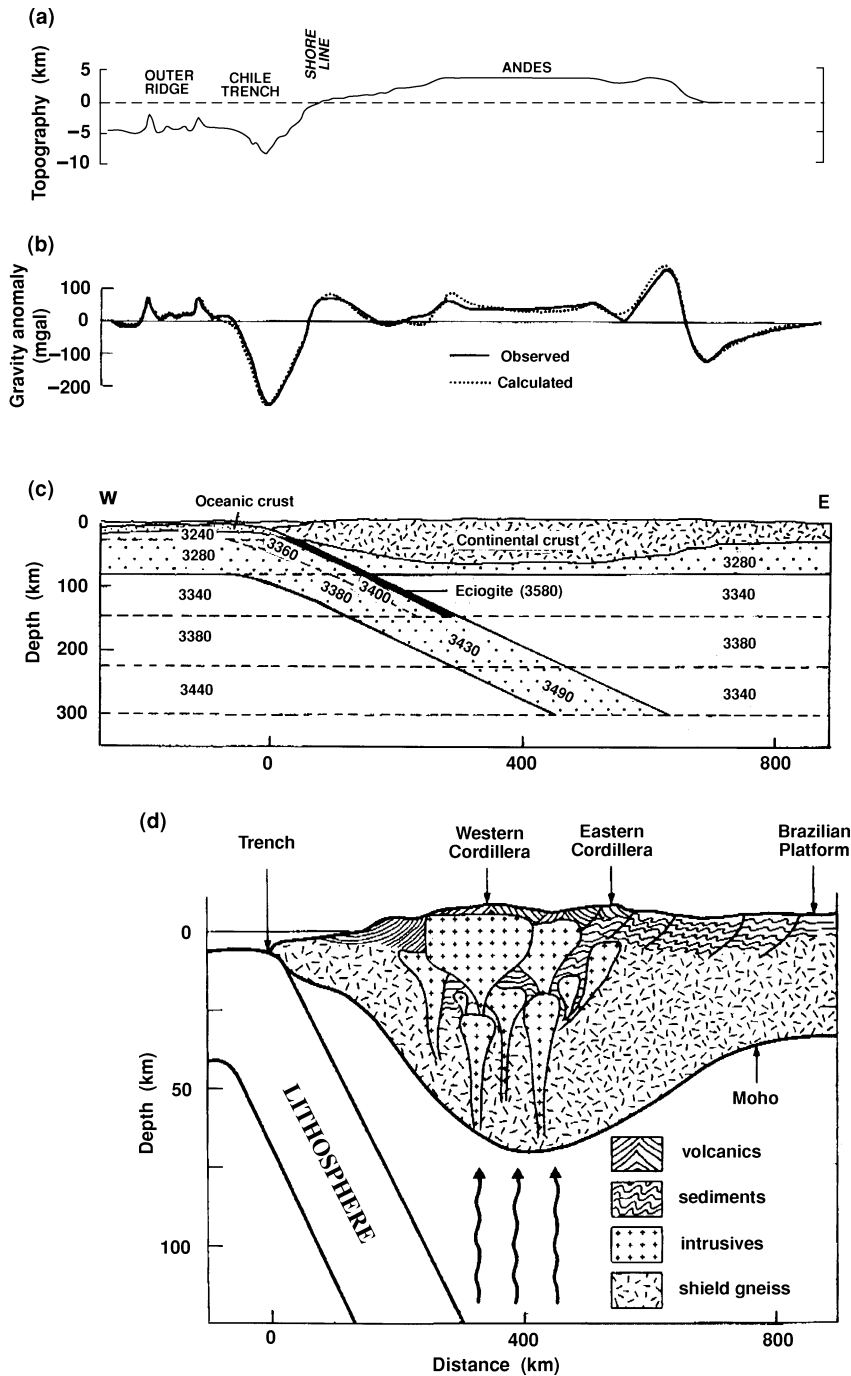 (a)
Topography (km)
5
0
−5
−10
OUTER
RIDGE
CHILE
TRENCH
SHORE
LINE
ANDES
(b)
Gravity anomaly
(mgal)
100
0
−100
−200
Observed
Calculated
(c)
W
E
Depth (km)
0
100
200
300
Oceanic crust
Continental crust
3240
3280
3360
3280
3340
3380
3400
Eciogite (3580)
3340
3380
3430
3380
3440
3490
3340
0
400
800
(d)
Trench
Western
Cordillera
Eastern
Cordillera
Brazilian
Platform
Depth (km)
0
50
100
LITHOSPHERE
Moho
volcanics
sediments
intrusives
shield gneiss
0
400
800
Distance (km)